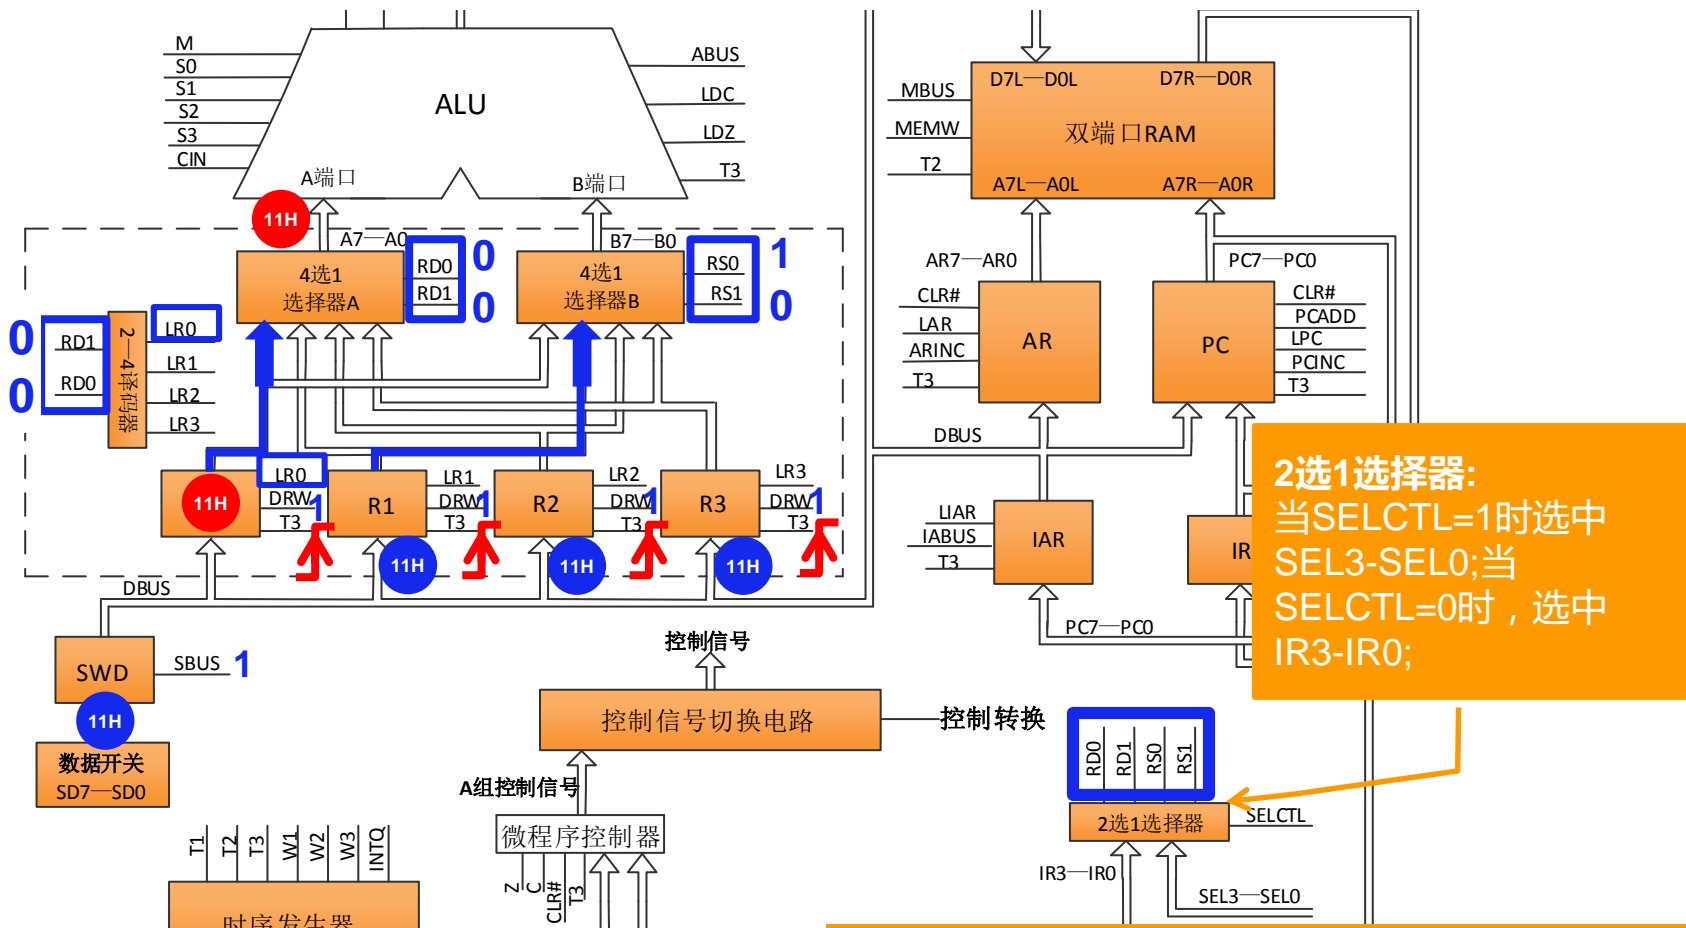 M
S0
S1
S2
S3
CIN
ALU
ABUS
LDC
LDZ
T3
A端口
B端口
11H
A7—A0
B7—B0
4选1
选择器A
RD0
RD1
0
0
4选1
选择器B
RS0
RS1
1
0
0
0
RD1
RD0
2—4译码器
LR0
LR1
LR2
LR3
11H
LR0
DRW
1
T3
R1
LR1
DRW
1
T3
R2
LR2
DRW
1
T3
R3
LR3
DRW
1
T3
11H
11H
11H
DBUS
SWD
SBUS
1
11H
数据开关
SD7—SD0
MBUS
MEMW
T2
D7L—D0L
D7R—D0R
双端口RAM
A7L—A0L
A7R—A0R
AR7—AR0
PC7—PC0
CLR#
LAR
ARINC
T3
AR
PC
CLR#
PCADD
LPC
PCINC
T3
DBUS
LIAR
IABUS
T3
IAR
IR
PC7—PC0
2选1选择器:
当SELCTL=1时选中
SEL3-SEL0;当
SELCTL=0时，选中
IR3-IR0;
控制信号
控制信号切换电路
控制转换
A组控制信号
微程序控制器
Z
C
CLR#
T3
RD0
RD1
RS0
RS1
2选1选择器
SELCTL
IR3—IR0
SEL3—SEL0
T1
T2
T3
W1
W2
W3
INTQ
时序发生器